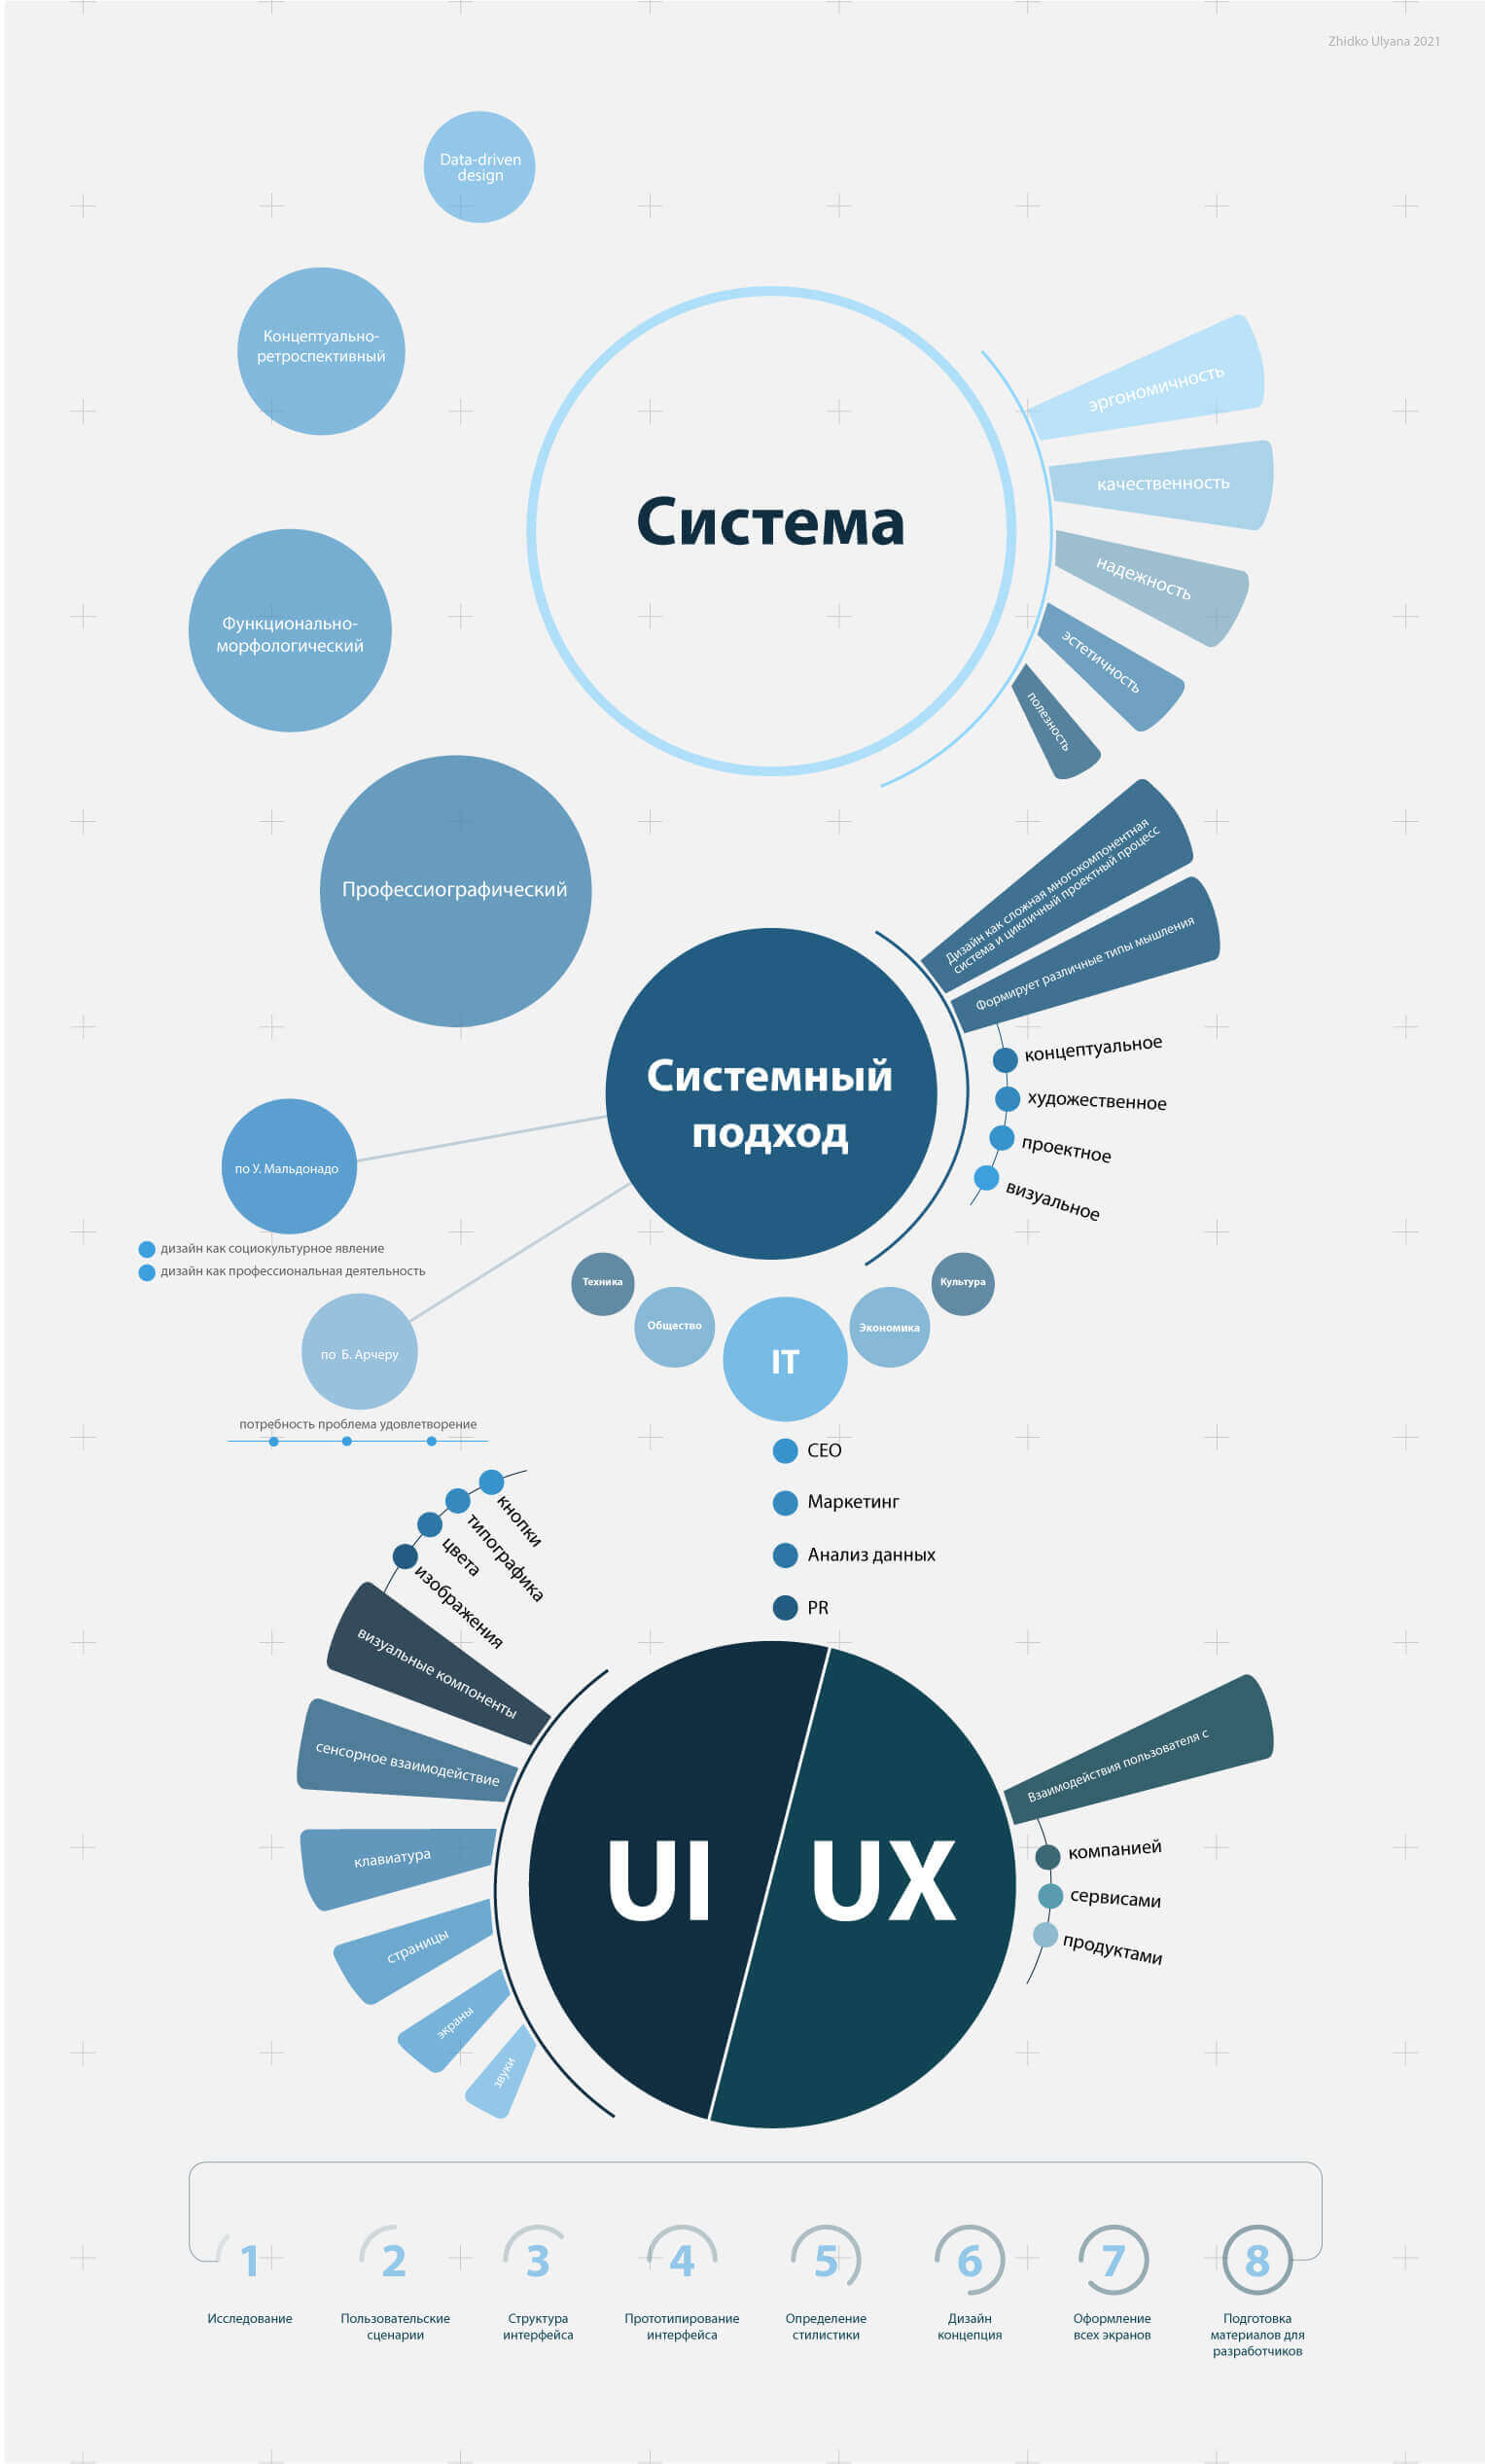 Zhidko Ulyana 2021
Data-driven
design
Концептуально-
ретроспективный
Функционально-
морфологический
Профессиографический
Система
эргономичность
качественность
надежность
эстетичность
полезность
Системный
подход
Дизайн как сложная многокомпонентная
система и цикличный проектный процесс
Формирует различные типы мышления
концептуальное
художественное
проектное
визуальное
по У. Мальдонадо
дизайн как социокультурное явление
дизайн как профессиональная деятельность
по Б. Арчеру
потребность проблема удовлетворение
Техника
Общество
IT
Экономика
Культура
CEO
Маркетинг
Анализ данных
PR
кнопки
типографика
цвета
изображения
визуальные компоненты
сенсорное взаимодействие
клавиатура
страницы
экраны
звуки
UI
UX
Взаимодействия пользователя с
компанией
сервисами
продуктами
1
Исследование
2
Пользовательские
сценарии
3
Структура
интерфейса
4
Прототипирование
интерфейса
5
Определение
стилистики
6
Дизайн
концепция
7
Оформление
всех экранов
8
Подготовка
материалов для
разработчиков